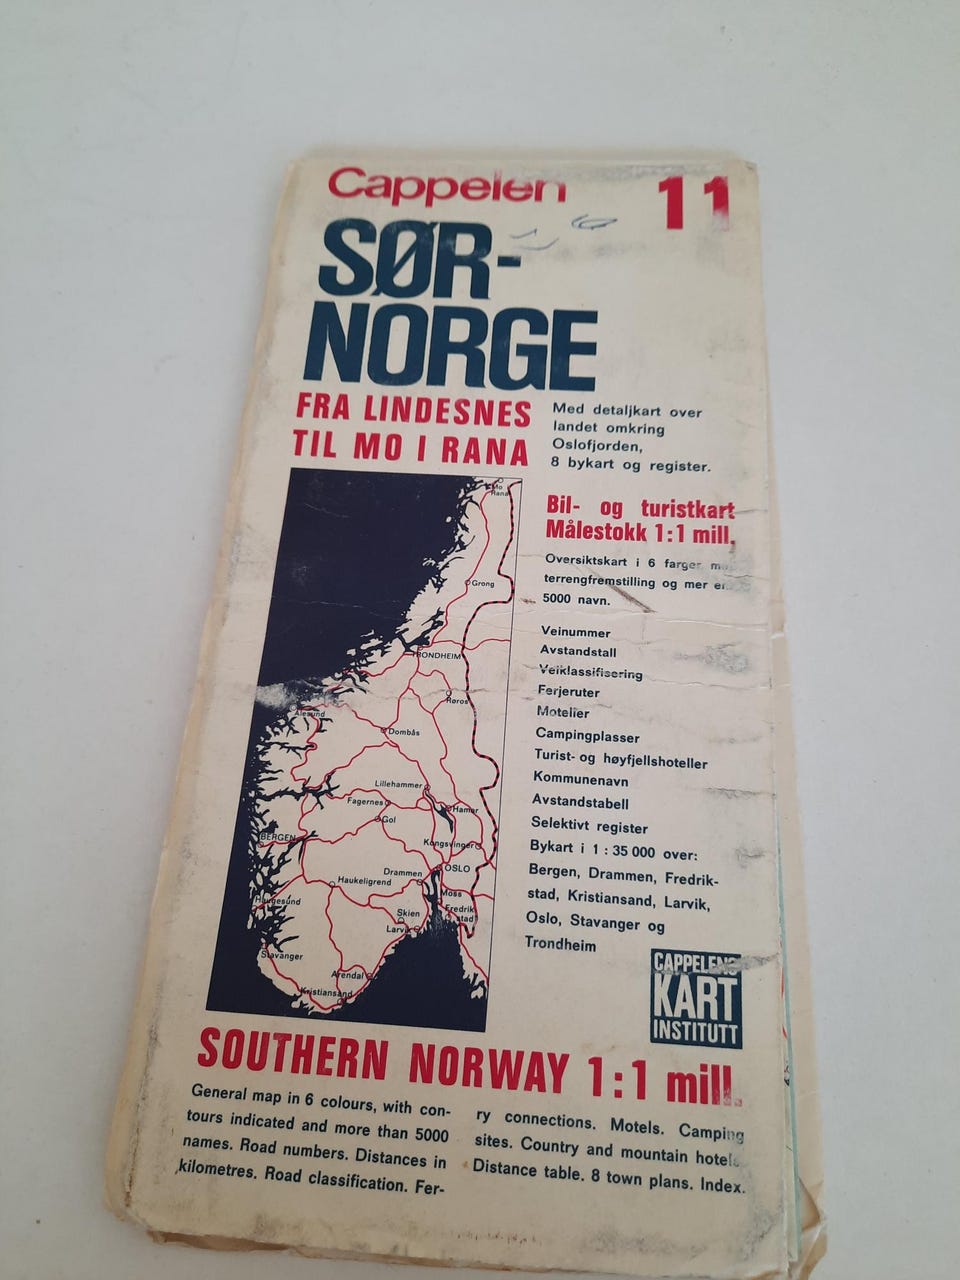 Cappelen 11
SØR-
NORGE
FRA LINDESNES
TIL MO I RANA
Med detaljkart over
landet omkring
Oslofjorden,
8 bykart og register.
Bil- og turistkart
Målestokk 1:1 mill.
Oversiktskart i 6 farger
terrengfremstilling og mer
5000 navn.
Veinummer
Avstandstall
Veiklassifisering
Ferjeruter
Moteller
Campingplasser
Turist- og høyfjellshoteller
Kommunenavn
Avstandstabell
Selektivt register
Bykart i 1 : 35 000 over:
Bergen, Drammen, Fredrik-
stad, Kristiansand, Larvik,
Oslo, Stavanger og
Trondheim
Mo
Rana
Grong
TRONDHEIM
Røros
Ålesund
Dombås
Lillehammer
Fagernes
Hamar
Gol
BERGEN
Kongsvinger
OSLO
Drammen
Haukeligrend
Moss
Haugesund
Fredrik
stad
Skien
Larvik
Stavanger
Arendal
Kristiansand
CAPPELENS
KART
INSTITUTT
SOUTHERN NORWAY 1:1 mill.
General map in 6 colours, with con-
tours indicated and more than 5000
names. Road numbers. Distances in
kilometres. Road classification. Fer-
ry connections. Motels. Camping
sites. Country and mountain hotels.
Distance table. 8 town plans. Index.